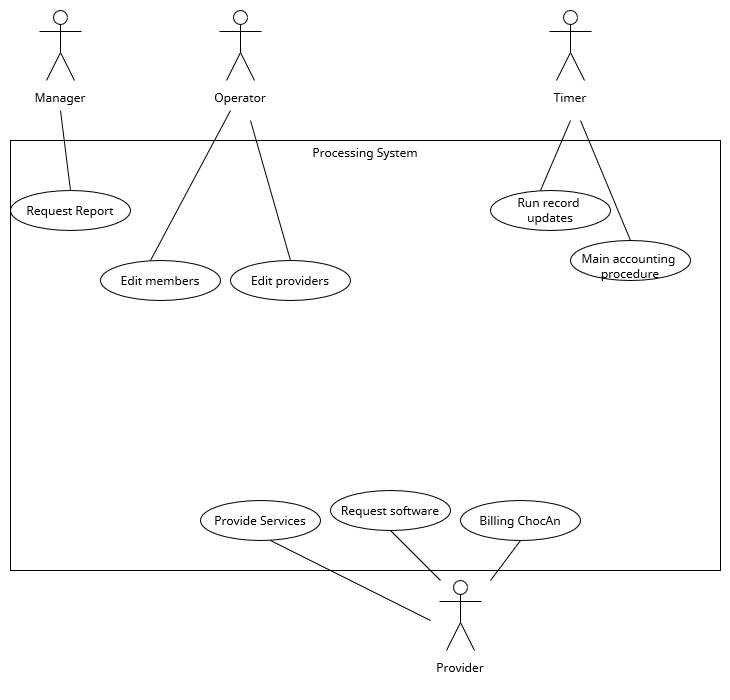 Manager
Operator
Timer
Processing System
Request Report
Run record
updates
Main accounting
procedure
Edit members
Edit providers
Provide Services
Request software
Billing ChocAn
Provider